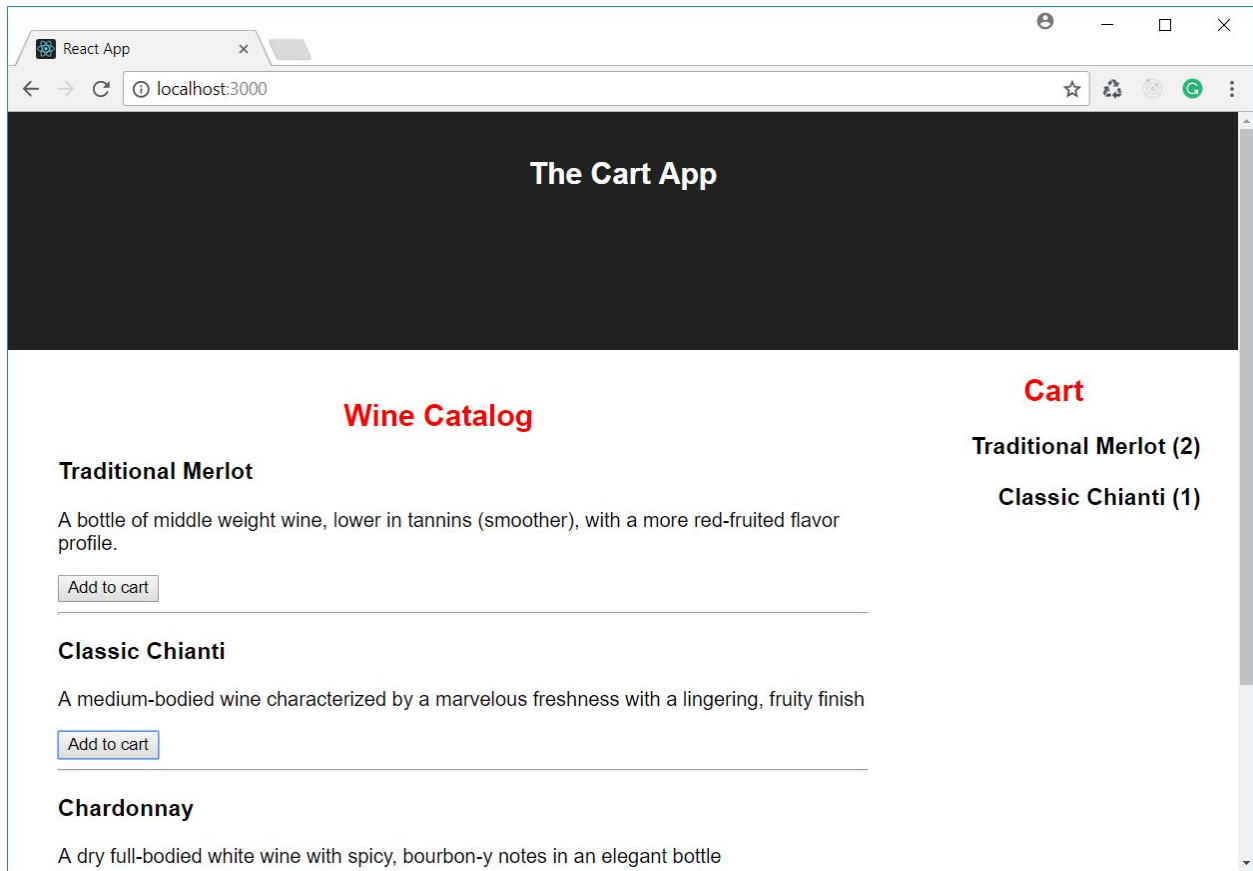 React App
localhost:3000
The Cart App
Wine Catalog
Traditional Merlot
A bottle of middle weight wine, lower in tannins (smoother), with a more red-fruited flavor
profile.
Add to cart
Classic Chianti
A medium-bodied wine characterized by a marvelous freshness with a lingering, fruity finish
Add to cart
Chardonnay
A dry full-bodied white wine with spicy, bourbon-y notes in an elegant bottle
Cart
Traditional Merlot (2)
Classic Chianti (1)